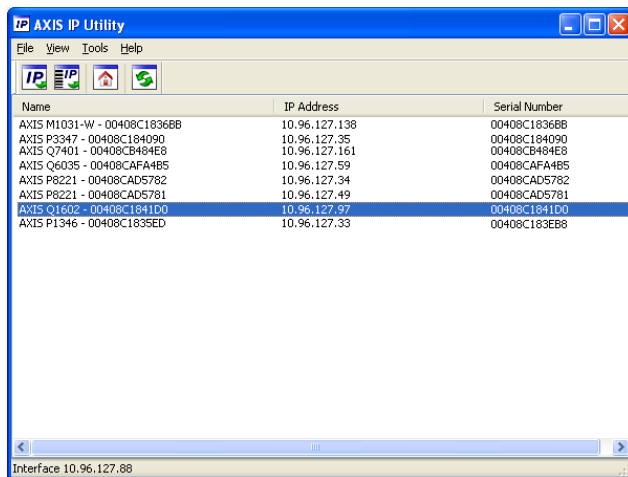 IP AXIS IP Utility
File View Tools Help
IP IP
Name IP Address Serial Number
AXIS M1031-W - 00408C1836BB 10.96.127.138 00408C1836BB
AXIS P3347 - 00408C184090 10.96.127.35 00408C184090
AXIS Q7401 - 00408CB484E8 10.96.127.161 00408CB484E8
AXIS Q6035 - 00408CAFA4B5 10.96.127.59 00408CAFA4B5
AXIS P8221 - 00408CAD5782 10.96.127.34 00408CAD5782
AXIS P8221 - 00408CAD5781 10.96.127.49 00408CAD5781
AXIS Q1602 - 00408C1841D0 10.96.127.97 00408C1841D0
AXIS P1346 - 00408C1835ED 10.96.127.33 00408C183EB8
Interface 10.96.127.88